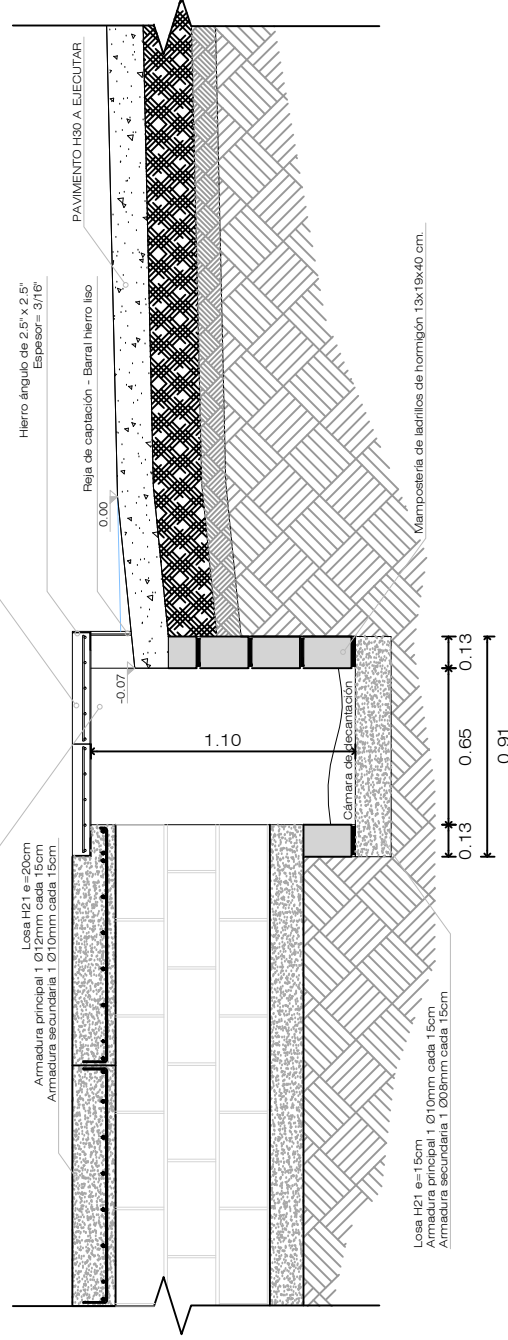 PAVIMENTO H30 A EJECUTAR
Hierro ángulo de 2.5" x 2.5"
Espesor= 3/16"
Reja de captación - Barral hierro liso
0.00
-0.07
Losa H21 e=20cm
Armadura principal 1 Ø12mm cada 15cm
Armadura secundaria 1 Ø10mm cada 15cm
1.10
Cámara de decantación
Mampostería de ladrillos de hormigón 13x19x40 cm.
0.13
0.65
0.13
0.91
Losa H21 e=15cm
Armadura principal 1 Ø10mm cada 15cm
Armadura secundaria 1 Ø08mm cada 15cm